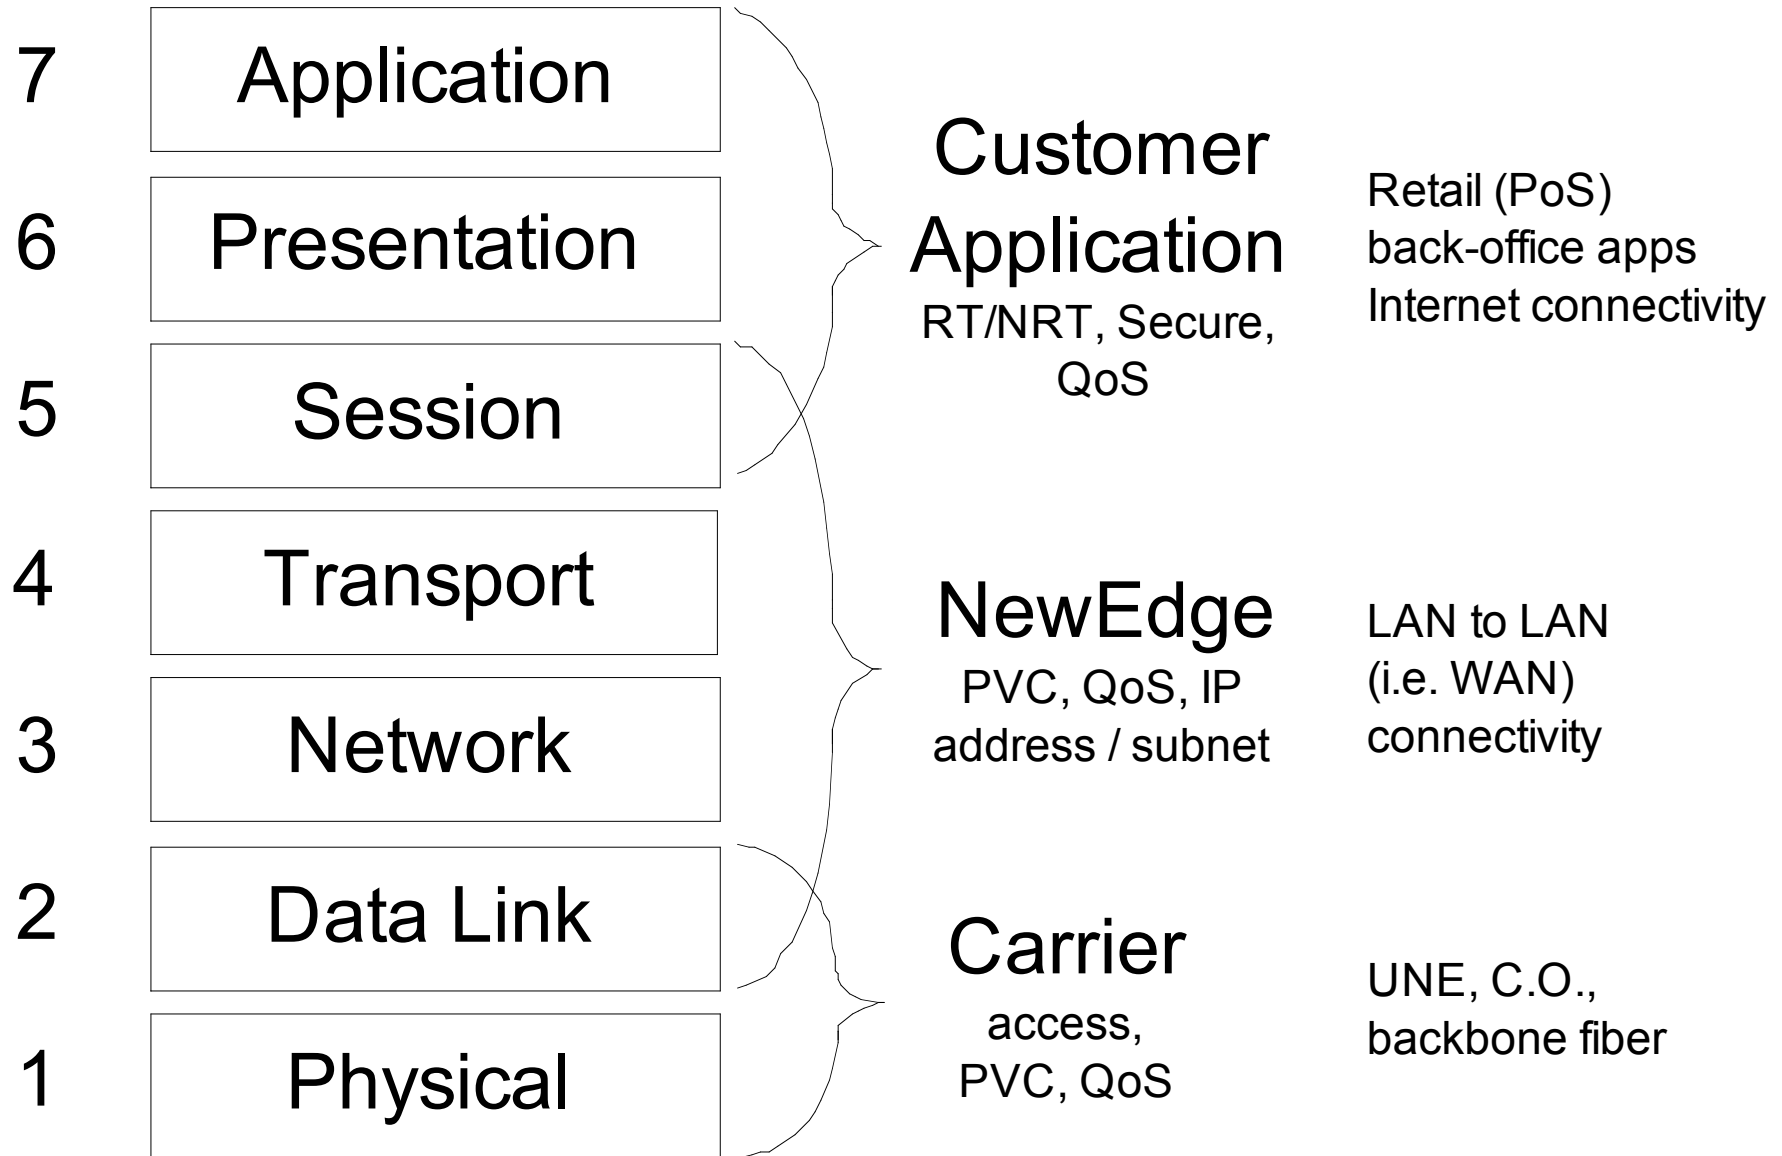 7
Application
6
Presentation
5
Session
4
Transport
3
Network
2
Data Link
1
Physical
Customer
Application
RT/NRT, Secure,
QoS
Retail (PoS)
back-office apps
Internet connectivity
NewEdge
PVC, QoS, IP
address / subnet
LAN to LAN
(i.e. WAN)
connectivity
Carrier
access,
PVC, QoS
UNE, C.O.,
backbone fiber